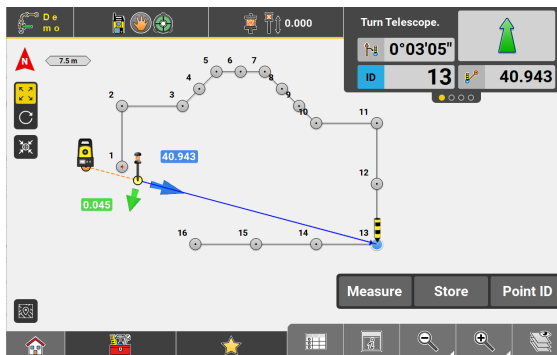 De
mo
0.000
Turn Telescope.
0°03'05"
ID
13
40.943
N
7.5 m
5
6
7
4
8
2
3
9
10
11
1
40.943
12
0.045
16
15
14
13
Measure
Store
Point ID